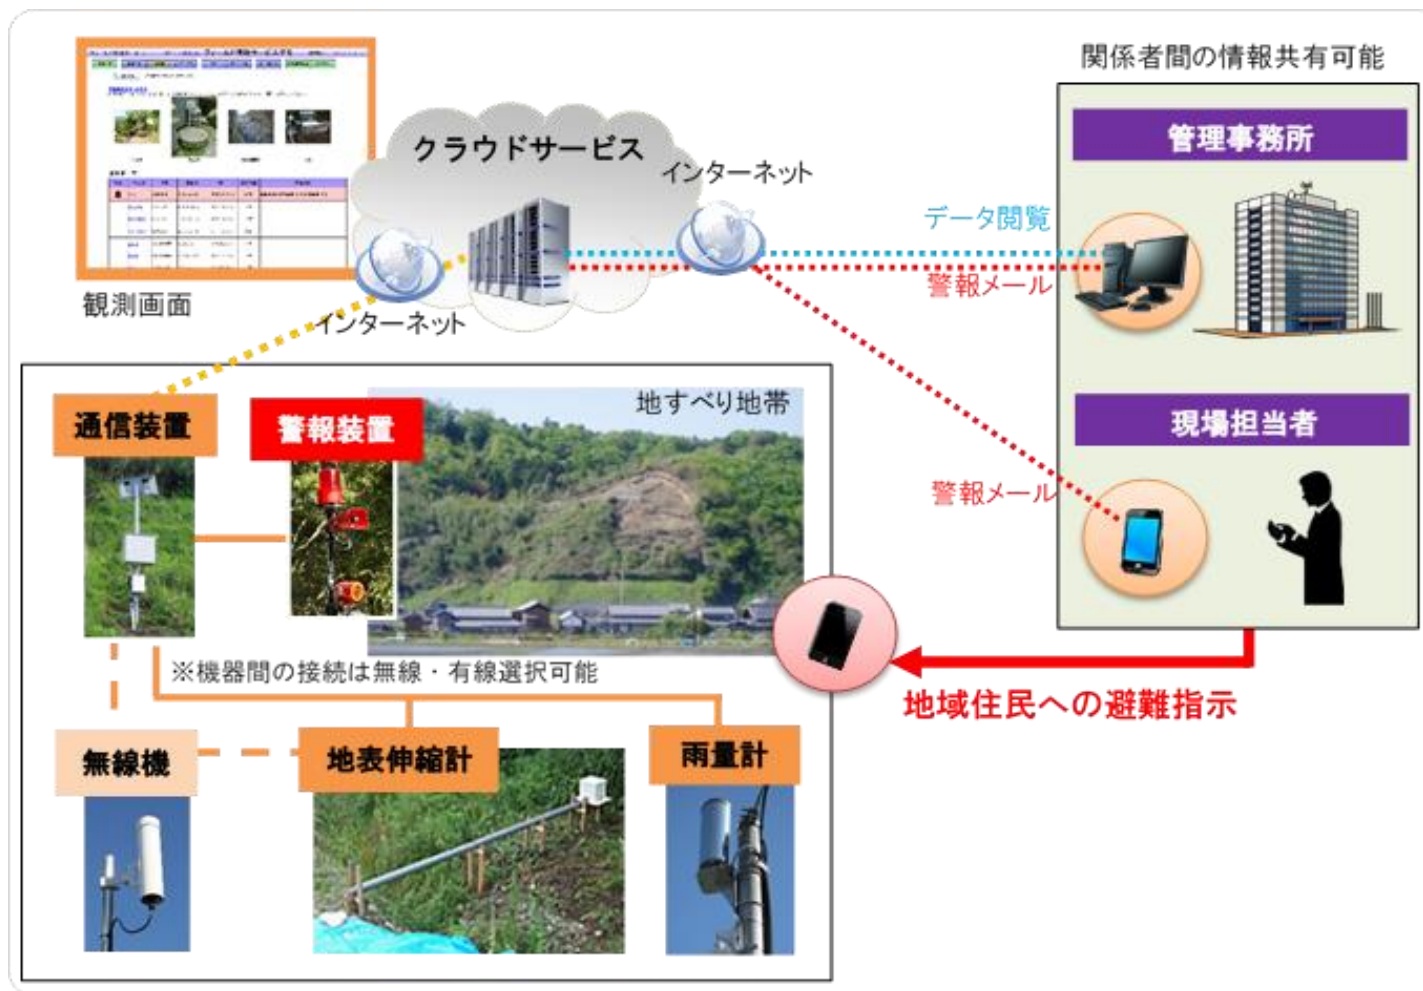 関係者間の情報共有可能
管理事務所
クラウドサービス
インターネット
データ閲覧
警報メール
観測画面
インターネット
通信装置
警報装置
地すべり地帯
現場担当者
警報メール
※機器間の接続は無線・有線選択可能
地域住民への避難指示
無線機
地表伸縮計
雨量計